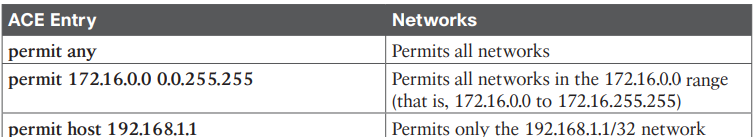 ACE Entry Networks
permit any Permits all networks
permit 172.16.0.0 0.0.255.255 Permits all networks in the 172.16.0.0 range
(that is, 172.16.0.0 to 172.16.255.255)
permit host 192.168.1.1 Permits only the 192.168.1.1/32 network